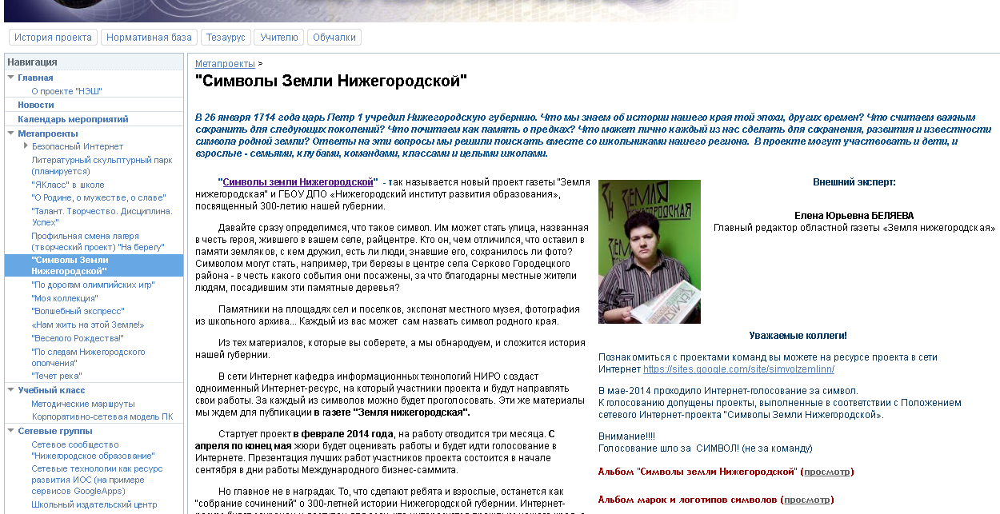 История проекта
Нормативная база
Тезаурус
Учителю
Обучалки
Навигация
Главная
О проекте "НЭШ"
Новости
Календарь мероприятий
Метапроекты
Безопасный Интернет
Литературный скульптурный парк
(планируется)
"ЯКласс" в школе
"О Родине, о мужестве, о славе"
"Талант. Творчество. Дисциплина.
Успех"
Профильная смена лагеря
(творческий проект) "На берегу"
"Символы Земли
Нижегородской"
"По дорогам олимпийских игр"
"Моя коллекция"
"Волшебный экспресс"
«Нам жить на этой Земле!»
"Веселого Рождества!"
"По следам Нижегородского
ополчения"
"Течет река"
Учебный класс
Методические маршруты
Корпоративно-сетевая модель ПК
Сетевые группы
Сетевое сообщество
"Нижегородское образование"
Сетевые технологии как ресурс
развития ИОС (на примере
сервисов GoogleApps)
Школьный издательский центр
Метапроекты >
"Символы Земли Нижегородской"
В 26 января 1714 года царь Петр 1 учредил Нижегородскую губернию. Что мы знаем об истории нашего края той эпохи, других времен? Что считаем важным
сохранить для следующих поколений? Что почитаем как память о предках? Что может лично каждый из нас сделать для сохранения, развития и известности
символа родной земли? Ответы на эти вопросы мы решили поискать вместе со школьниками нашего региона. В проекте могут участвовать и дети, и
взрослые - семьями, клубами, командами, классами и целыми школами.
"Символы земли Нижегородской" - так называется новый проект газеты "Земля
нижегородская" и ГБОУ ДПО «Нижегородский институт развития образования»,
посвященный 300-летию нашей губернии.
Давайте сразу определимся, что такое символ. Им может стать улица, названная
в честь героя, жившего в вашем селе, райцентре. Кто он, чем отличился, что оставил в
памяти земляков, с кем дружил, есть ли люди, знавшие его, сохранилось ли фото?
Символом могут стать, например, три березы в центре села Серково Городецкого
района - в честь какого события они посажены, за что благодарны местные жители
людям, посадившим эти памятные деревья?
Памятники на площадях сел и поселков, экспонат местного музея, фотография
из школьного архива... Каждый из вас может сам назвать символ родного края.
Из тех материалов, которые вы соберете, а мы обнародуем, и сложится история
нашей губернии.
В сети Интернет кафедра информационных технологий НИРО создаст
одноименный Интернет-ресурс, на который участники проекта и будут направлять
свои работы. За каждый из символов можно будет проголосовать. Эти же материалы
мы ждем для публикации в газете "Земля нижегородская".
Стартует проект в феврале 2014 года, на работу отводится три месяца. С
апреля по конец мая жюри будет оценивать работы и будет идти голосование в
Интернете. Презентация лучших работ участников проекта состоится в начале
сентября в дни работы Международного бизнес-саммита.
Но главное не в наградах. То, что сделают ребята и взрослые, останется как
"собрание сочинений" о 300-летней истории Нижегородской губернии. Интернет-
ЗЕМЛЯ
НИЖЕГОРОДСКАЯ
Внешний эксперт:
Елена Юрьевна БЕЛЯЕВА
Главный редактор областной газеты «Земля нижегородская»
Уважаемые коллеги!
Познакомиться с проектами команд вы можете на ресурсе проекта в сети
Интернет https://sites.google.com/site/simvolzemlinn/
В мае-2014 проходило Интернет-голосование за символ.
К голосованию допущены проекты, выполненные в соответствии с Положением
сетевого Интернет-проекта "Символы Земли Нижегородской».
Внимание!!!!
Голосование шло за СИМВОЛ! (не за команду)
Альбом "Символы земли Нижегородской" (просмотр)
Альбом марок и логотипов символов (просмотр)